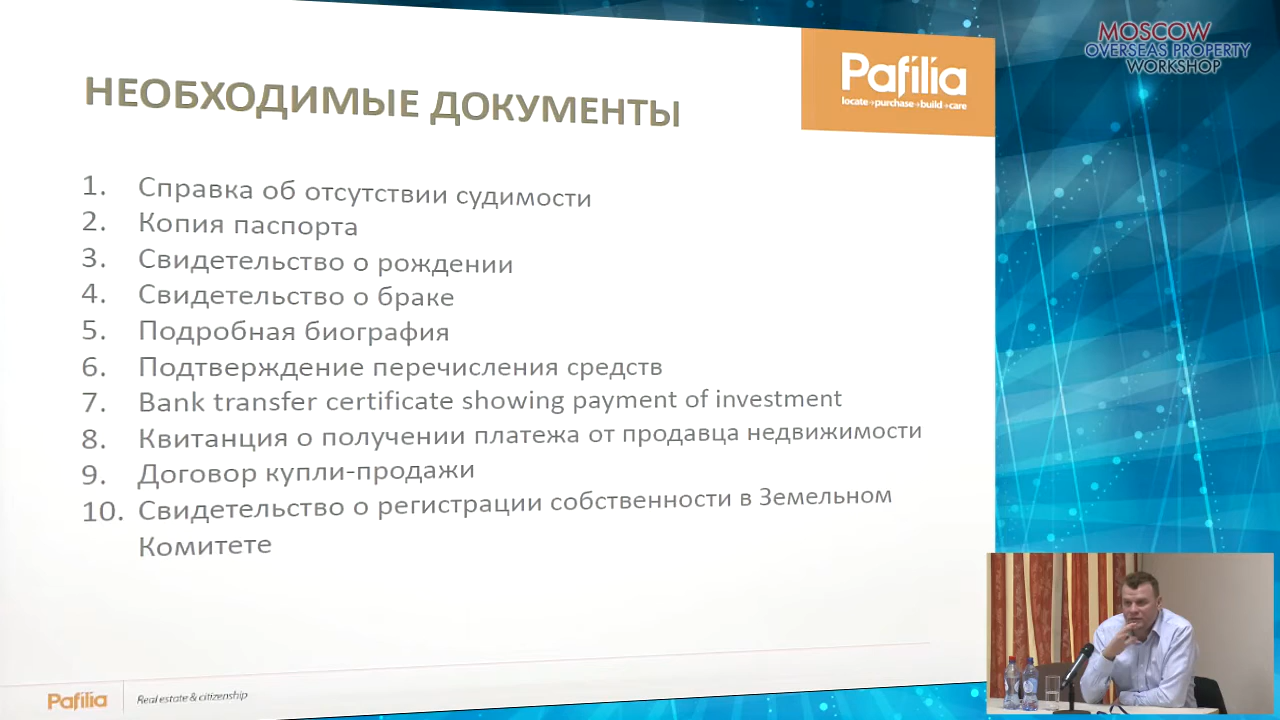 MOSCOW
OVERSEAS PROPERTY
WORKSHOP
Pafilia
locate→purchase→build→care
НЕОБХОДИМЫЕ ДОКУМЕНТЫ
1. Справка об отсутствии судимости
2. Копия паспорта
3. Свидетельство о рождении
4. Свидетельство о браке
5. Подробная биография
6. Подтверждение перечисления средств
7. Bank transfer certificate showing payment of investment
8. Квитанция о получении платежа от продавца недвижимости
9. Договор купли-продажи
10. Свидетельство о регистрации собственности в Земельном
Комитете
Pafilia
Real estate & citizenship